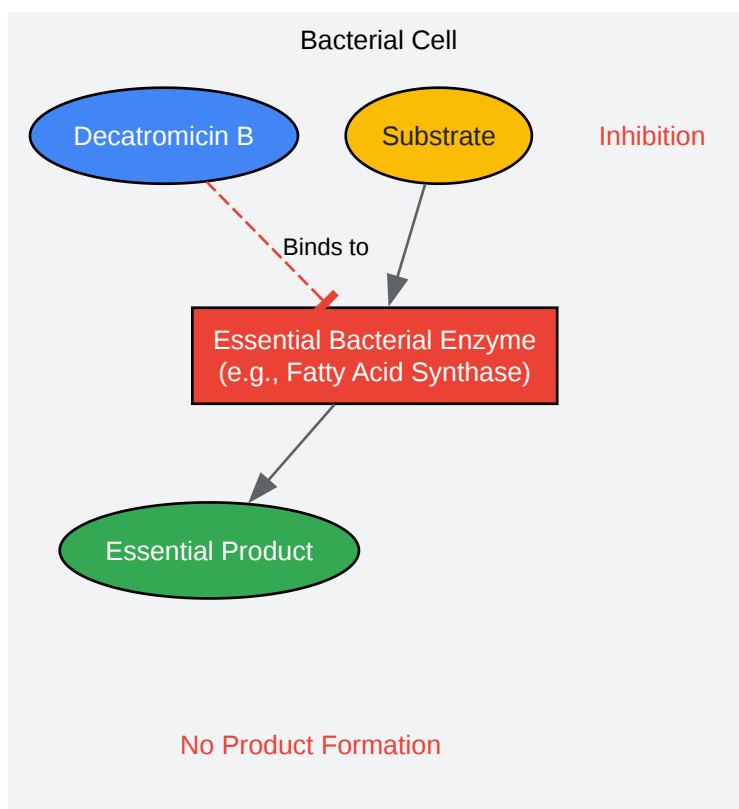 Bacterial Cell
Decatromicin B
Substrate
Inhibition
Binds to
Essential Bacterial Enzyme
(e.g., Fatty Acid Synthase)
Essential Product
No Product Formation